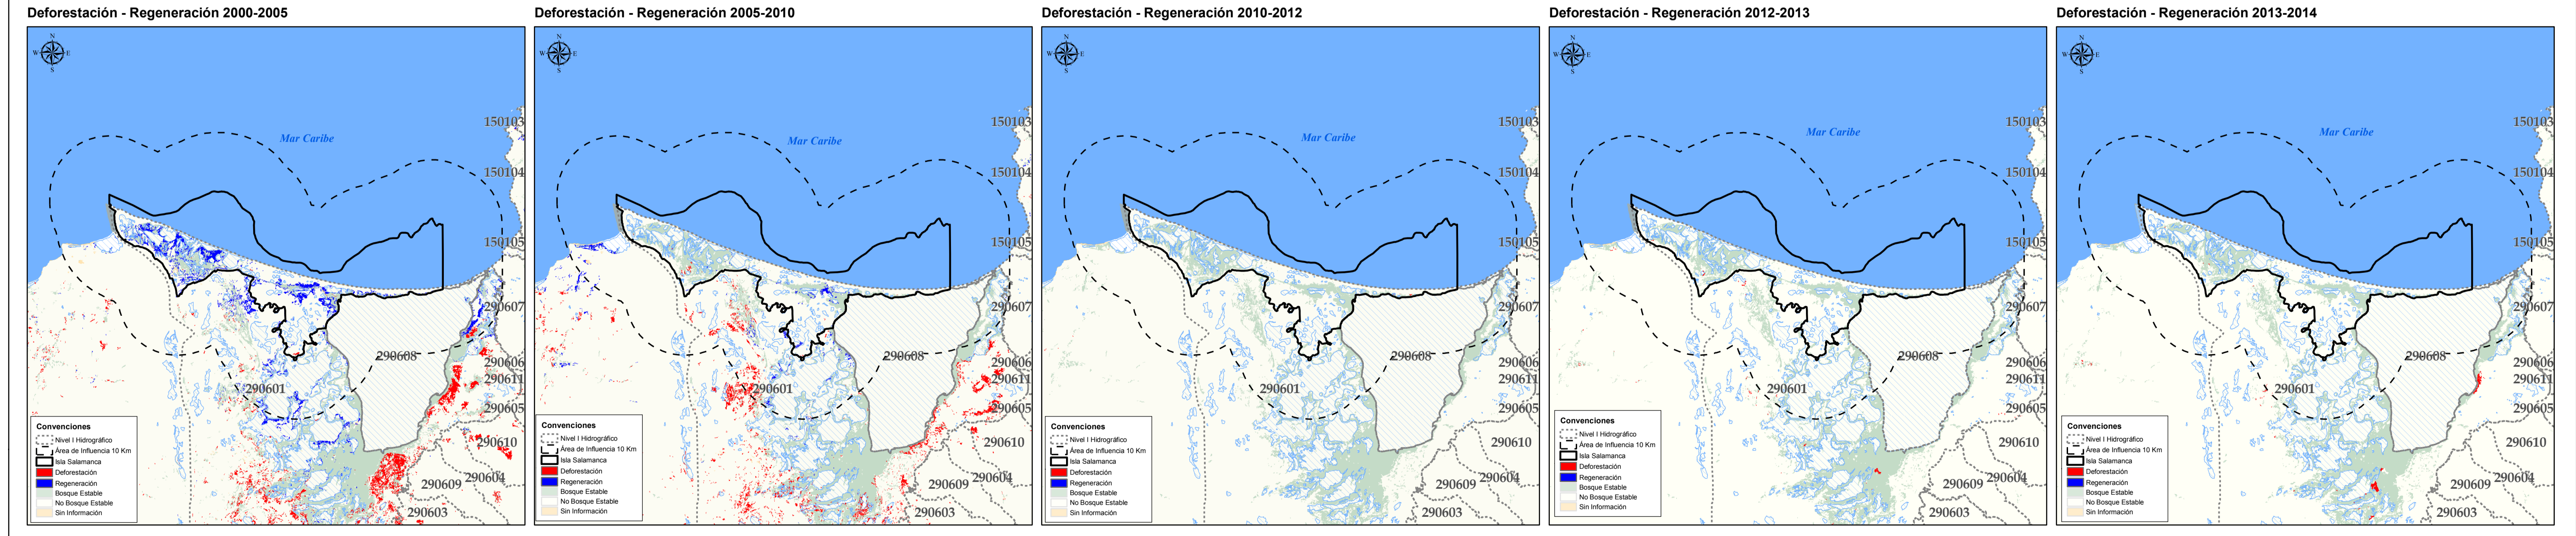 Deforestación - Regeneración 2000-2005
N
W
E
S
150103
Mar Caribe
150104
150105
290607
290608
290606
290611
290601
290605
290610
290604
290609
290603
Convenciones
Nivel I Hidrográfico
Área de Influencia 10 Km
Isla Salamanca
Deforestación
Regeneración
Bosque Estable
No Bosque Estable
Sin Información
Deforestación - Regeneración 2005-2010
N
W
E
S
150103
Mar Caribe
150104
150105
290607
290608
290606
290611
290601
290605
290610
290604
290609
290603
Convenciones
Nivel I Hidrográfico
Área de Influencia 10 Km
Isla Salamanca
Deforestación
Regeneración
Bosque Estable
No Bosque Estable
Sin Información
Deforestación - Regeneración 2010-2012
N
W
E
S
150103
Mar Caribe
150104
150105
290607
290608
290606
290611
290601
290605
290610
290604
290609
290603
Convenciones
Nivel I Hidrográfico
Área de Influencia 10 Km
Isla Salamanca
Deforestación
Regeneración
Bosque Estable
No Bosque Estable
Sin Información
Deforestación - Regeneración 2012-2013
N
W
E
S
150103
Mar Caribe
150104
150105
290607
290608
290606
290611
290601
290605
290610
290604
290609
290603
Convenciones
Nivel I Hidrográfico
Área de Influencia 10 Km
Isla Salamanca
Deforestación
Regeneración
Bosque Estable
No Bosque Estable
Sin Información
Deforestación - Regeneración 2013-2014
N
W
E
S
150103
Mar Caribe
150104
150105
290607
290608
290606
290611
290601
290605
290610
290604
290609
290603
Convenciones
Nivel I Hidrográfico
Área de Influencia 10 Km
Isla Salamanca
Deforestación
Regeneración
Bosque Estable
No Bosque Estable
Sin Información